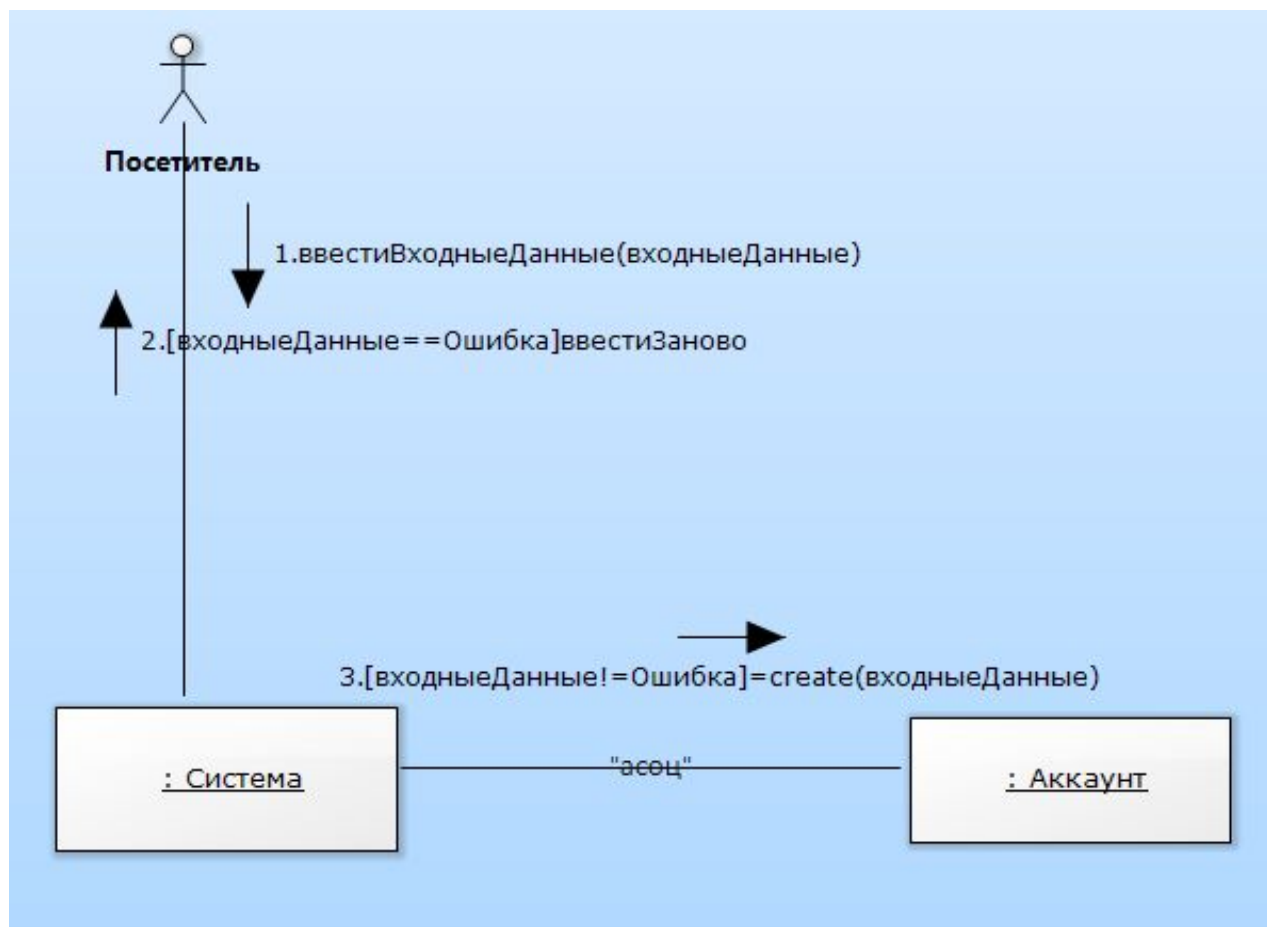 Посетитель
1.ввестиВходныеДанные(входныеДанные)
2.[входныеДанные==Ошибка]ввестиЗаново
3.[входныеДанные!=Ошибка]=create(входныеДанные)
: Система
"асоц"
: Аккаунт